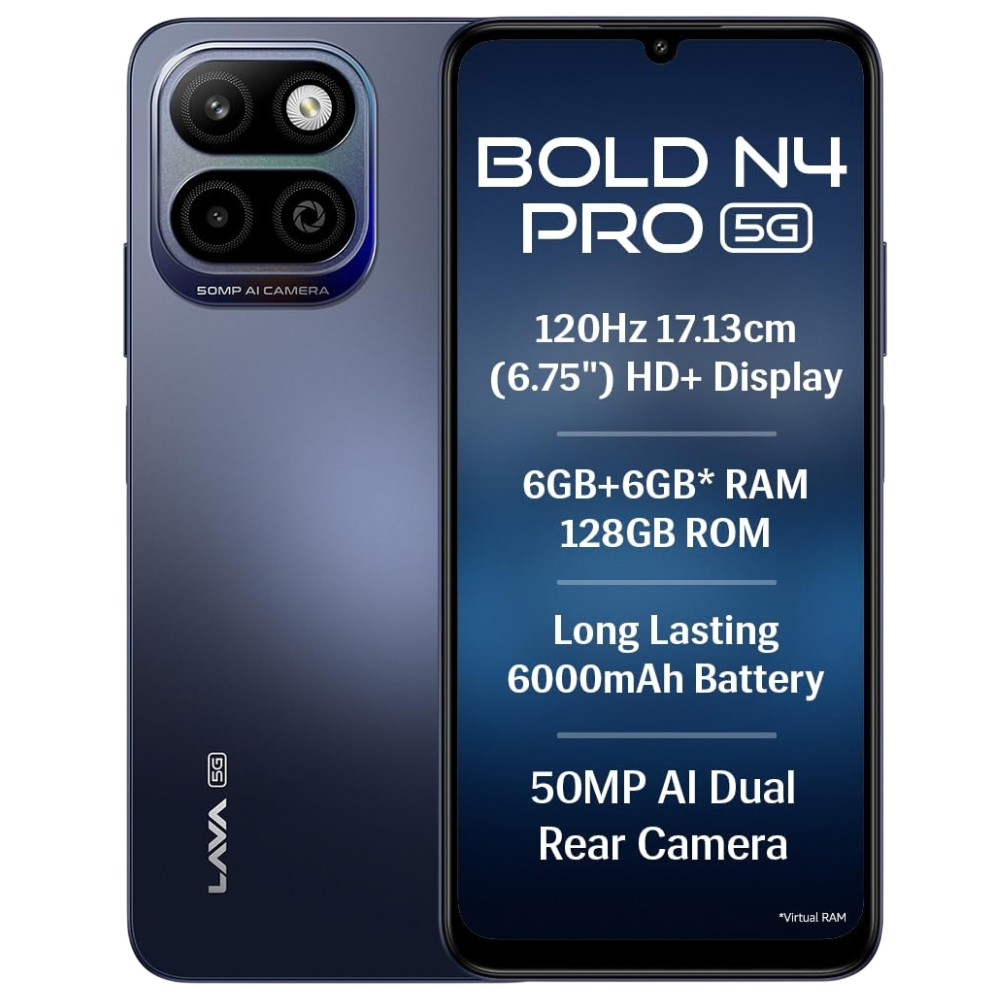 50MP AI CAMERA
LAVA 5G
BOLD N4
PRO 5G
120Hz 17.13cm
(6.75") HD+ Display
6GB+6GB* RAM
128GB ROM
Long Lasting
6000mAh Battery
50MP AI Dual
Rear Camera
*Virtual RAM